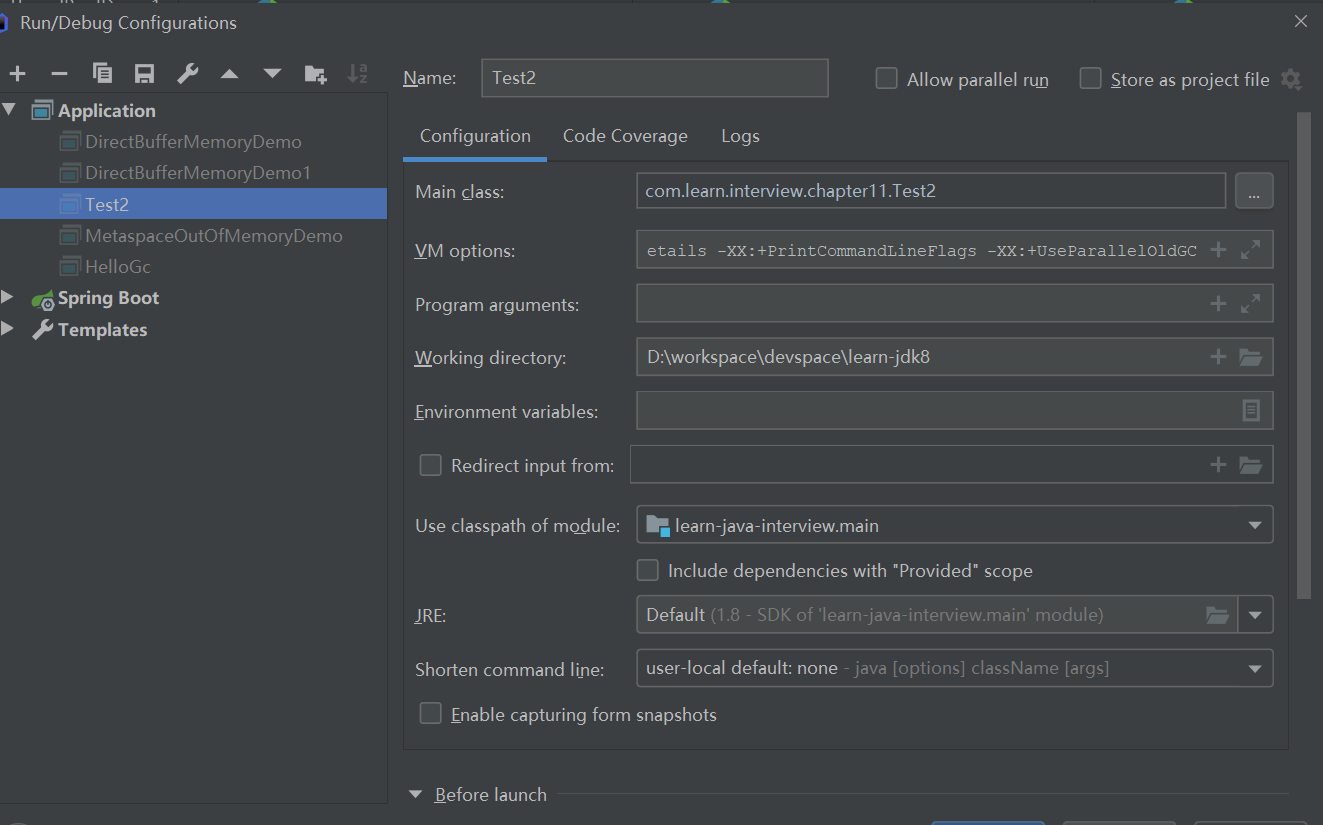 Run/Debug Configurations
Name: Test2 Allow parallel run Store as project file
Application
DirectBufferMemoryDemo
DirectBufferMemoryDemo1
Test2
MetaspaceOutOfMemoryDemo
HelloGc
Spring Boot
Templates
Configuration Code Coverage Logs
Main class: com.learn.interview.chapter11.Test2 ...
VM options: etails -XX:+PrintCommandLineFlags -XX:+UseParallelOldGC
Program arguments:
Working directory: D:\workspace\devspace\learn-jdk8
Environment variables:
Redirect input from:
Use classpath of module: learn-java-interview.main
Include dependencies with "Provided" scope
JRE: Default (1.8 - SDK of 'learn-java-interview.main' module)
Shorten command line: user-local default: none - java [options] className [args]
Enable capturing form snapshots
Before launch